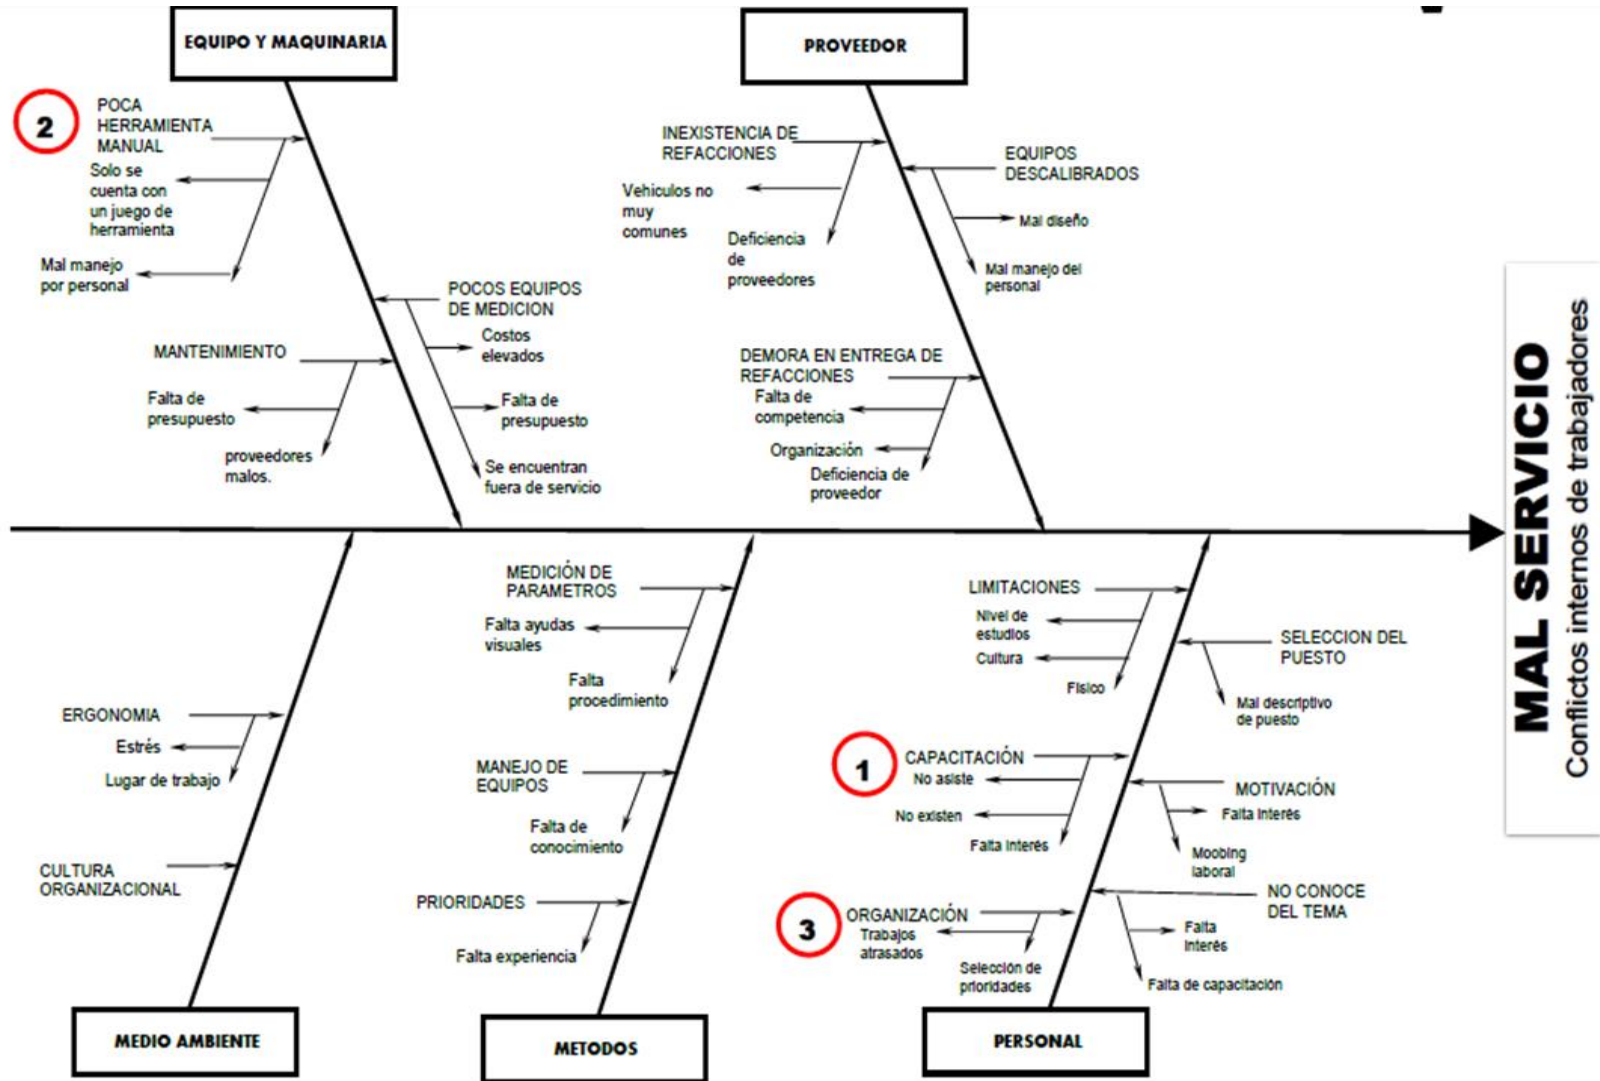 EQUIPO Y MAQUINARIA
PROVEEDOR
2
POCA
HERRAMIENTA
MANUAL
Solo se
cuenta con
un juego de
herramienta
Mal manejo
por personal
POCOS EQUIPOS
DE MEDICION
Costos
elevados
Falta de
presupuesto
Se encuentran
fuera de servicio
MANTENIMIENTO
Falta de
presupuesto
proveedores
malos.
INEXISTENCIA DE
REFACCIONES
Vehiculos no
muy
comunes
Deficiencia
de
proveedores
EQUIPOS
DESCALIBRADOS
Mal diseño
Mal manejo del
personal
DEMORA EN ENTREGA DE
REFACCIONES
Falta de
competencia
Organización
Deficiencia de
proveedor
MAL SERVICIO
Conflictos internos de trabajadores
ERGONOMIA
Estrés
Lugar de trabajo
CULTURA
ORGANIZACIONAL
MEDIO AMBIENTE
MEDICIÓN DE
PARAMETROS
Falta ayudas
visuales
Falta
procedimiento
MANEJO DE
EQUIPOS
Falta de
conocimiento
PRIORIDADES
Falta experiencia
METODOS
LIMITACIONES
Nivel de
estudios
Cultura
Físico
SELECCION DEL
PUESTO
Mal descriptivo
de puesto
1
CAPACITACIÓN
No asiste
No existen
Falta interés
MOTIVACIÓN
Falta interés
Moobing
laboral
3
ORGANIZACIÓN
Trabajos
atrasados
Selección de
prioridades
NO CONOCE
DEL TEMA
Falta
interés
Falta de capacitación
PERSONAL